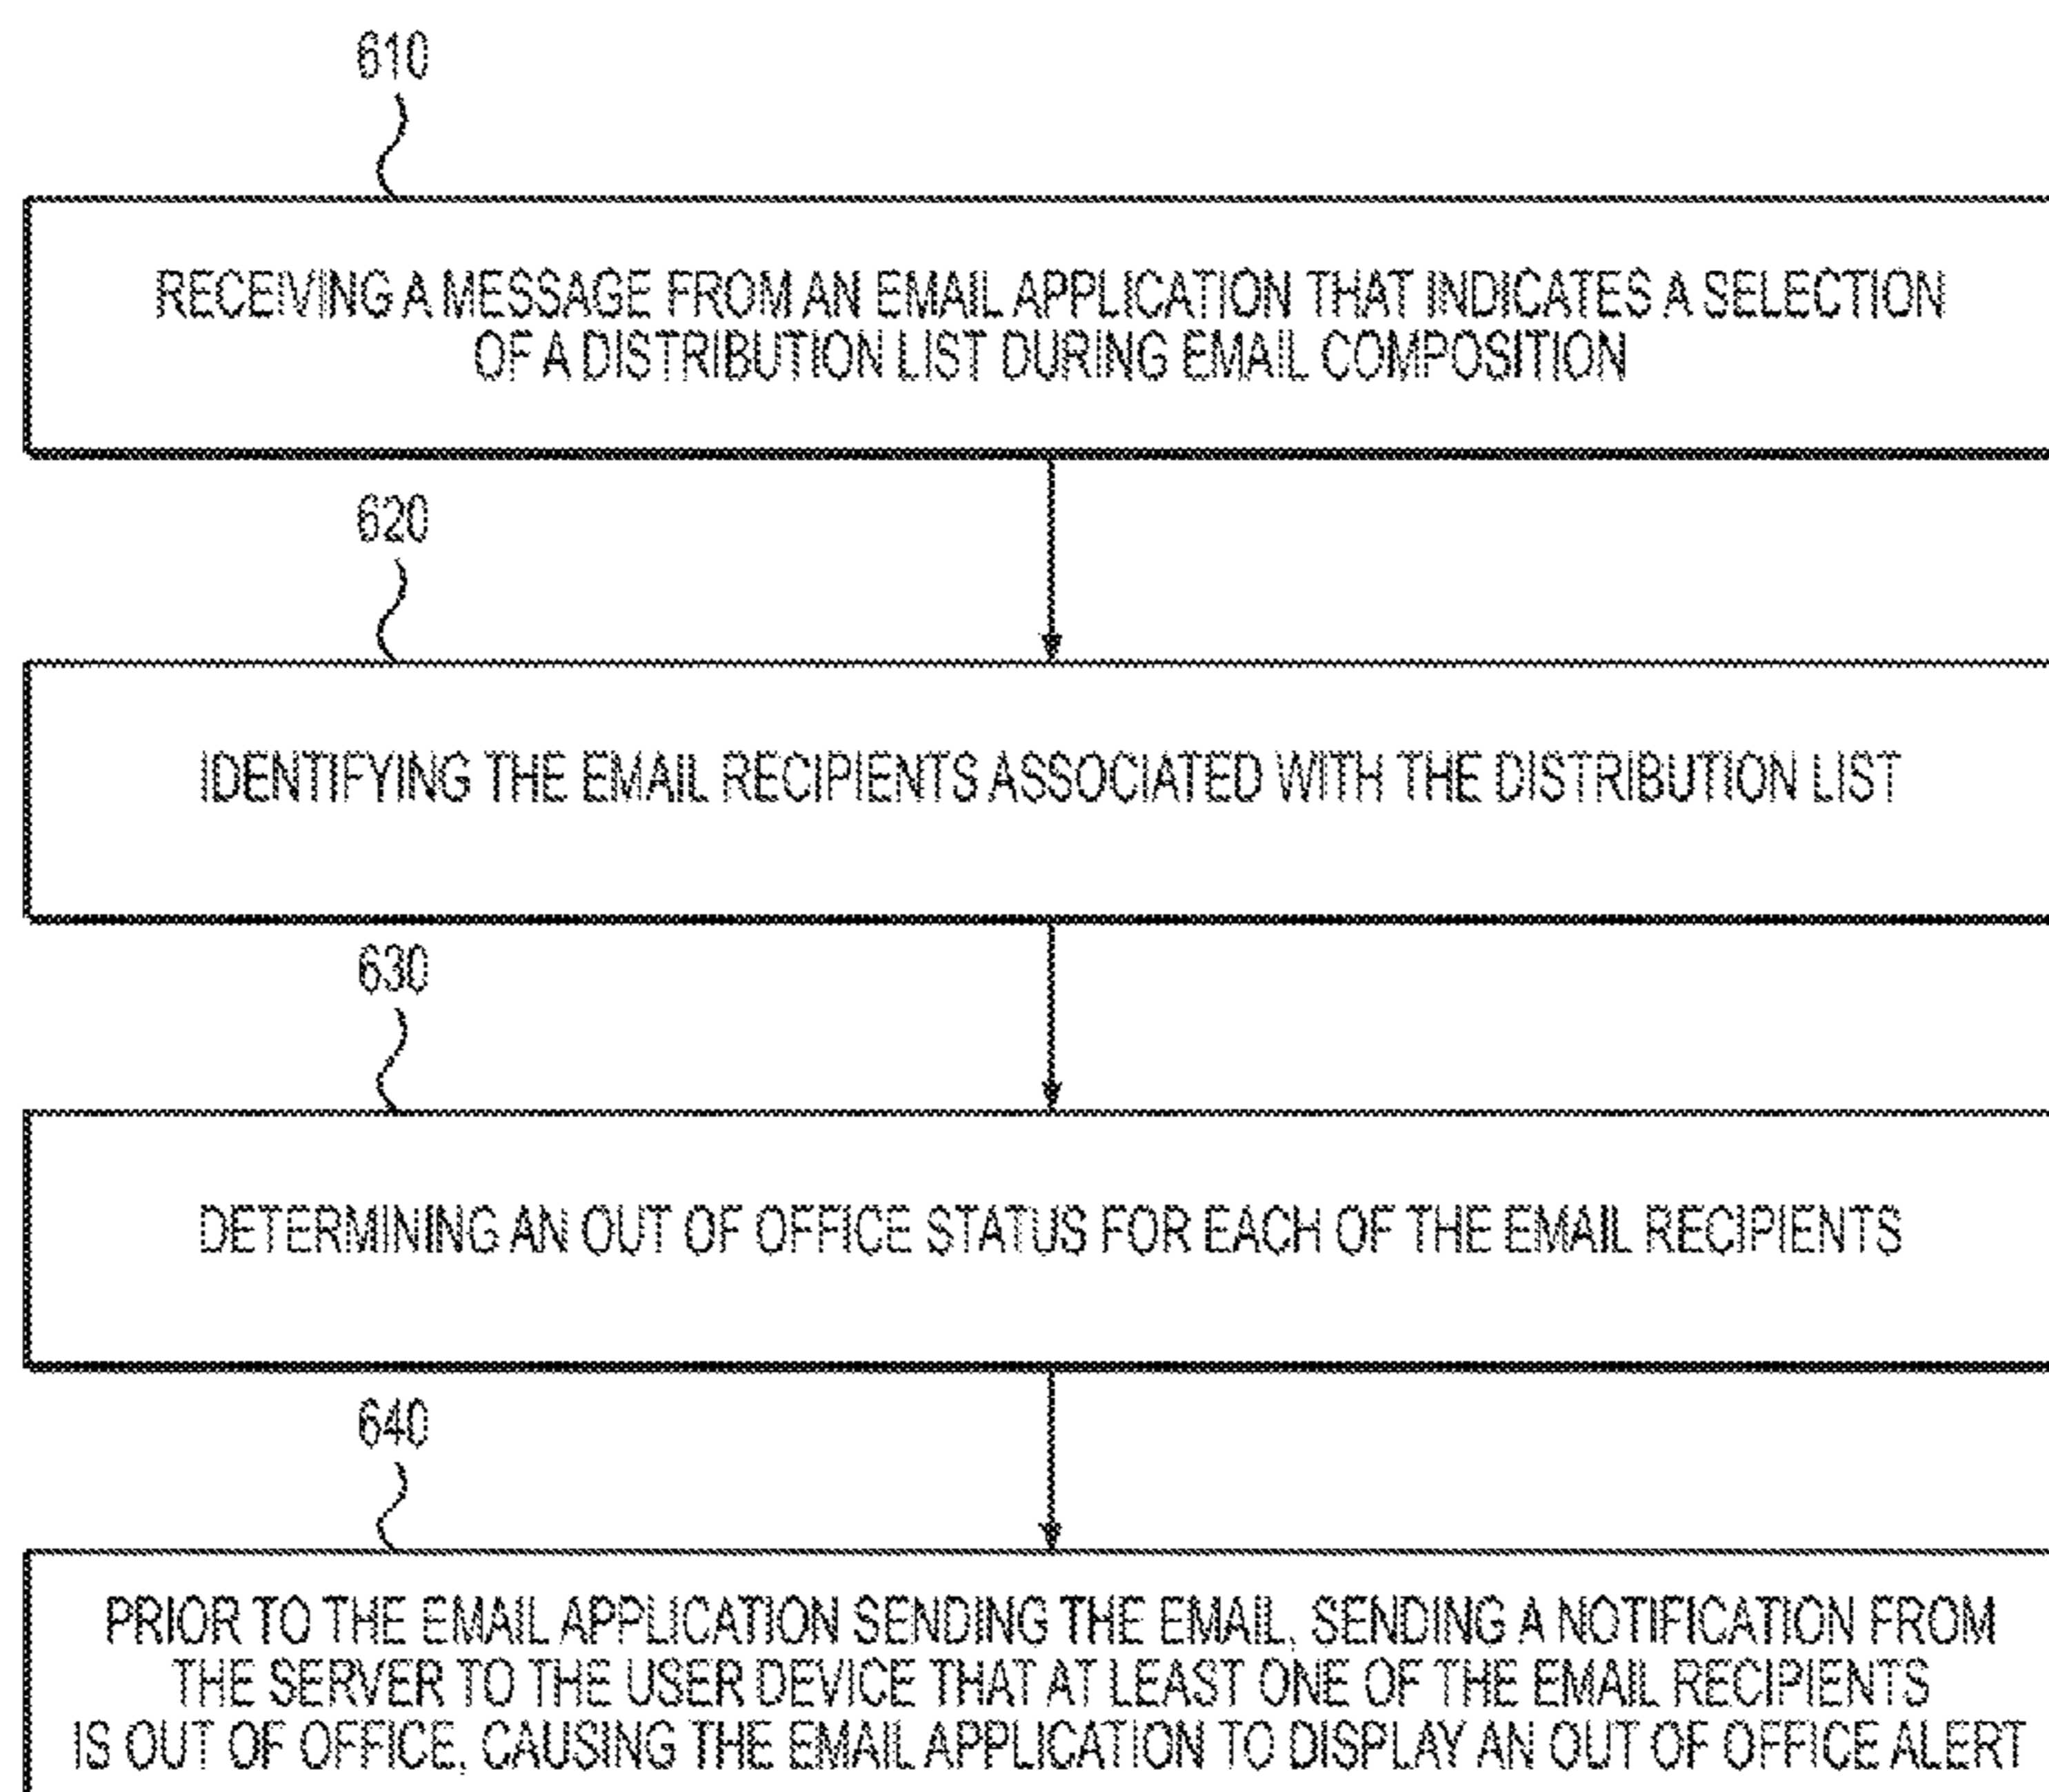 610
RECEIVING A MESSAGE FROM AN EMAIL APPLICATION THAT INDICATES A SELECTION
OF A DISTRIBUTION LIST DURING EMAIL COMPOSITION
620
IDENTIFYING THE EMAIL RECIPIENTS ASSOCIATED WITH THE DISTRIBUTION LIST
630
DETERMINING AN OUT OF OFFICE STATUS FOR EACH OF THE EMAIL RECIPIENTS
640
PRIOR TO THE EMAIL APPLICATION SENDING THE EMAIL, SENDING A NOTIFICATION FROM
THE SERVER TO THE USER DEVICE THAT AT LEAST ONE OF THE EMAIL RECIPIENTS
IS OUT OF OFFICE, CAUSING THE EMAIL APPLICATION TO DISPLAY AN OUT OF OFFICE ALERT